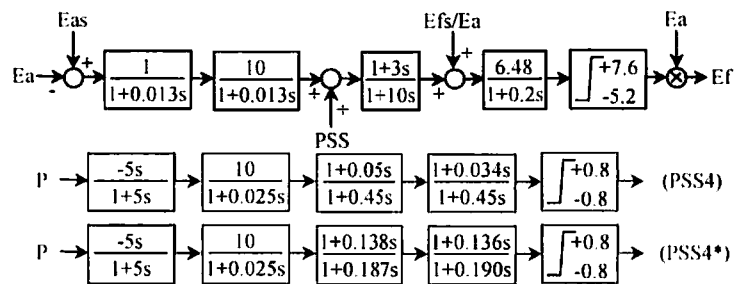 Eas Efs/Ea Ea
Ea - + 1 / 1+0.013s 10 / 1+0.013s + + 1+3s / 1+10s + + 6.48 / 1+0.2s +7.6 -5.2 Ef
PSS
P -5s / 1+5s 10 / 1+0.025s 1+0.05s / 1+0.45s 1+0.034s / 1+0.45s +0.8 -0.8 (PSS4)
P -5s / 1+5s 10 / 1+0.025s 1+0.138s / 1+0.187s 1+0.136s / 1+0.190s +0.8 -0.8 (PSS4*)